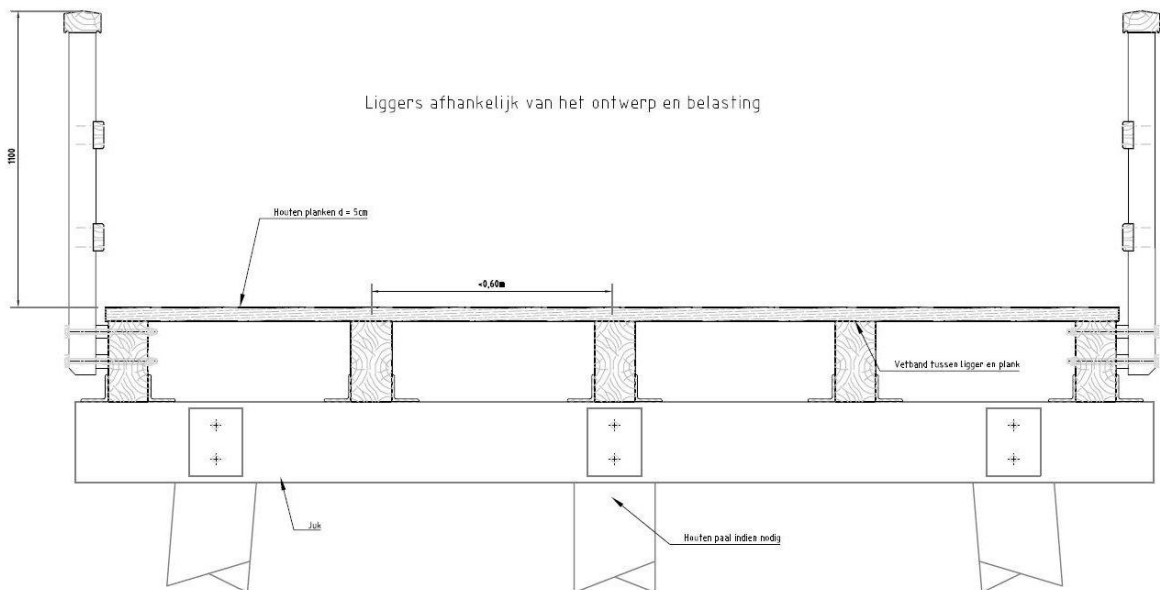 Liggers afhankelijk van het ontwerp en belasting
1100
Houten planken d = 5cm
<0,60m
Vetband tussen ligger en plank
Juk
Houten paal indien nodig